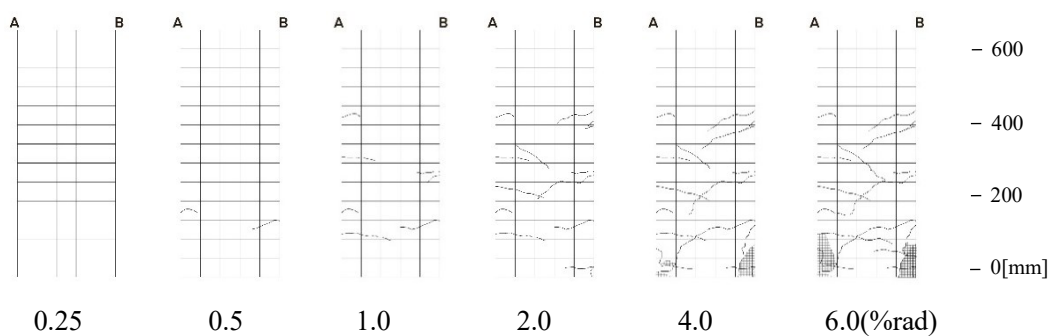 A B A B A B A B A B A B
– 600
– 400
– 200
– 0[mm]
0.25 0.5 1.0 2.0 4.0 6.0(%rad)